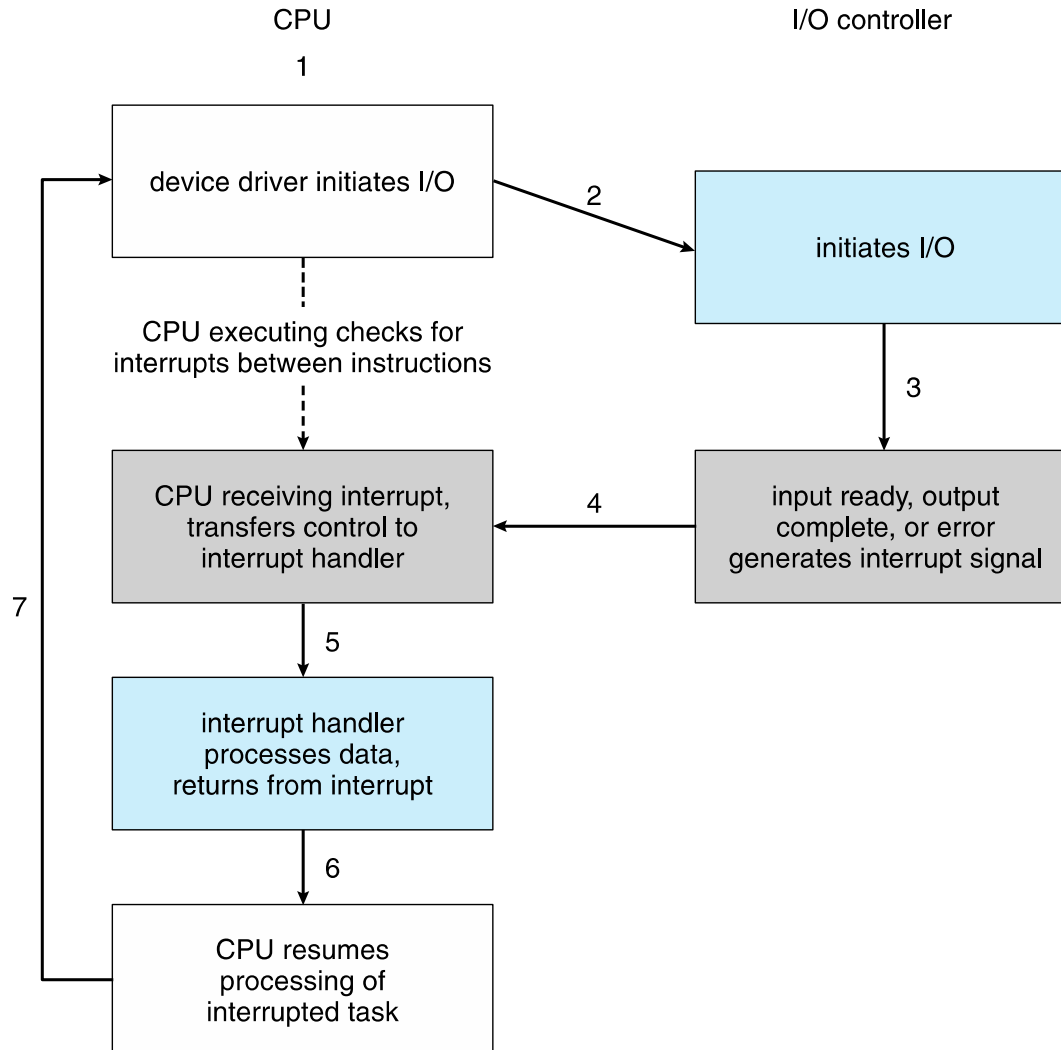 CPU
I/O controller
1
device driver initiates I/O
2
initiates I/O
CPU executing checks for
interrupts between instructions
3
CPU receiving interrupt,
transfers control to
interrupt handler
4
input ready, output
complete, or error
generates interrupt signal
7
5
interrupt handler
processes data,
returns from interrupt
6
CPU resumes
processing of
interrupted task